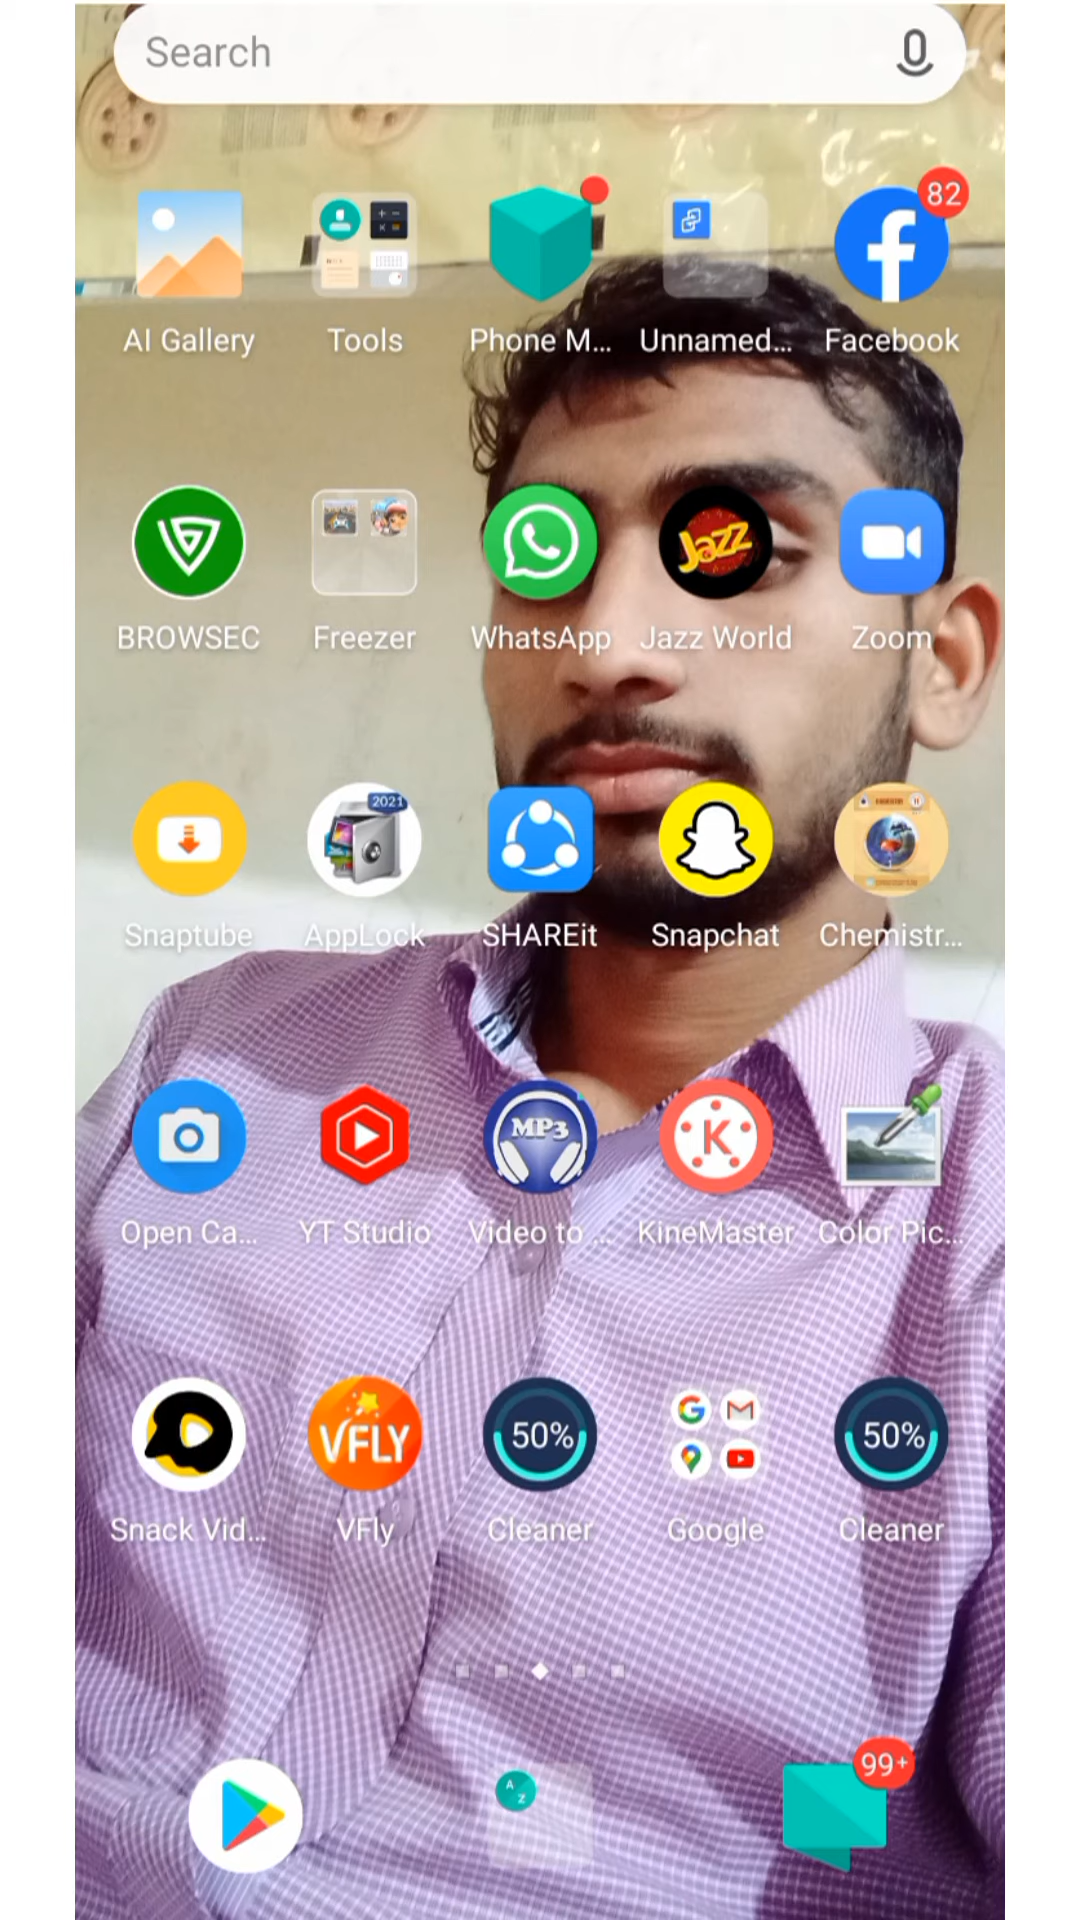 Search
82
AI Gallery
Tools
Phone M...
Unnamed...
Facebook
Jazz
BROWSEC
Freezer
WhatsApp
Jazz World
Zoom
2021
Snaptube
AppLock
SHAREit
Snapchat
Chemistr...
MP3
K
Open Ca...
YT Studio
Video to ...
KineMaster
Color Pic...
VFLY
50%
50%
Snack Vid...
VFly
Cleaner
Google
Cleaner
A
Z
99+